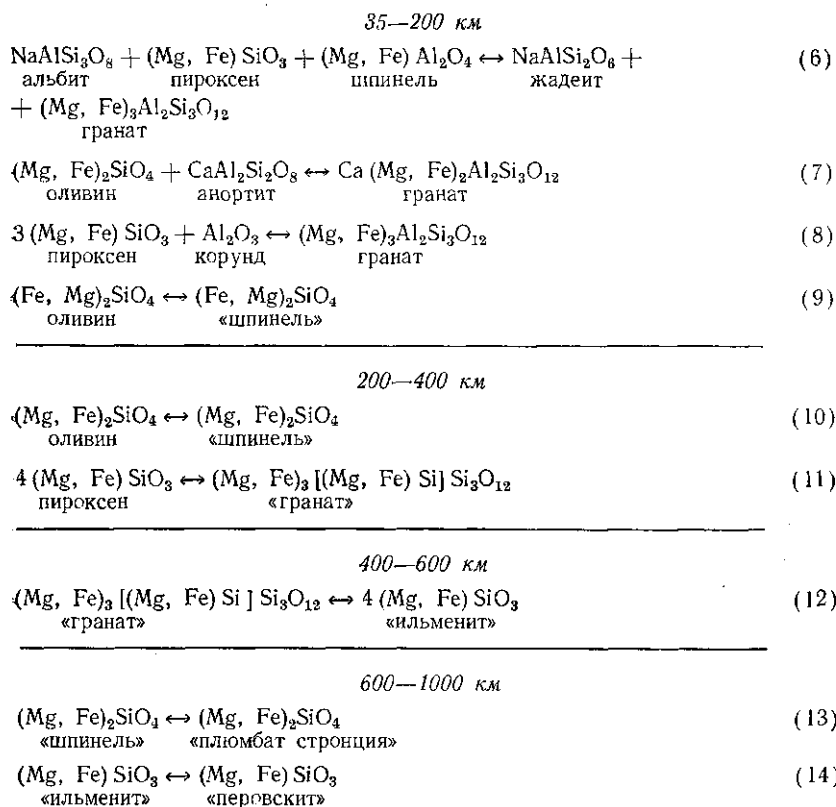 35—200 км
NaAlSi₃O₈ + (Mg, Fe) SiO₃ + (Mg, Fe) Al₂O₄ ↔ NaAlSi₂O₆ + (6)
альбит пироксен шпинель жадеит
+ (Mg, Fe)₃Al₂Si₃O₁₂
гранат
(Mg, Fe)₂SiO₄ + CaAl₂Si₂O₈ ↔ Ca (Mg, Fe)₂Al₂Si₃O₁₂ (7)
оливин анортит гранат
3 (Mg, Fe) SiO₃ + Al₂O₃ ↔ (Mg, Fe)₃Al₂Si₃O₁₂ (8)
пироксен корунд гранат
(Fe, Mg)₂SiO₄ ↔ (Fe, Mg)₂SiO₄ (9)
оливин «шпинель»
200—400 км
(Mg, Fe)₂SiO₄ ↔ (Mg, Fe)₂SiO₄ (10)
оливин «шпинель»
4 (Mg, Fe) SiO₃ ↔ (Mg, Fe)₃ [(Mg, Fe) Si] Si₃O₁₂ (11)
пироксен «гранат»
400—600 км
(Mg, Fe)₃ [(Mg, Fe) Si ] Si₃O₁₂ ↔ 4 (Mg, Fe) SiO₃ (12)
«гранат» «ильменит»
600—1000 км
(Mg, Fe)₂SiO₄ ↔ (Mg, Fe)₂SiO₄ (13)
«шпинель» «плюмбат стронция»
(Mg, Fe) SiO₃ ↔ (Mg, Fe) SiO₃ (14)
«ильменит» «перовскит»